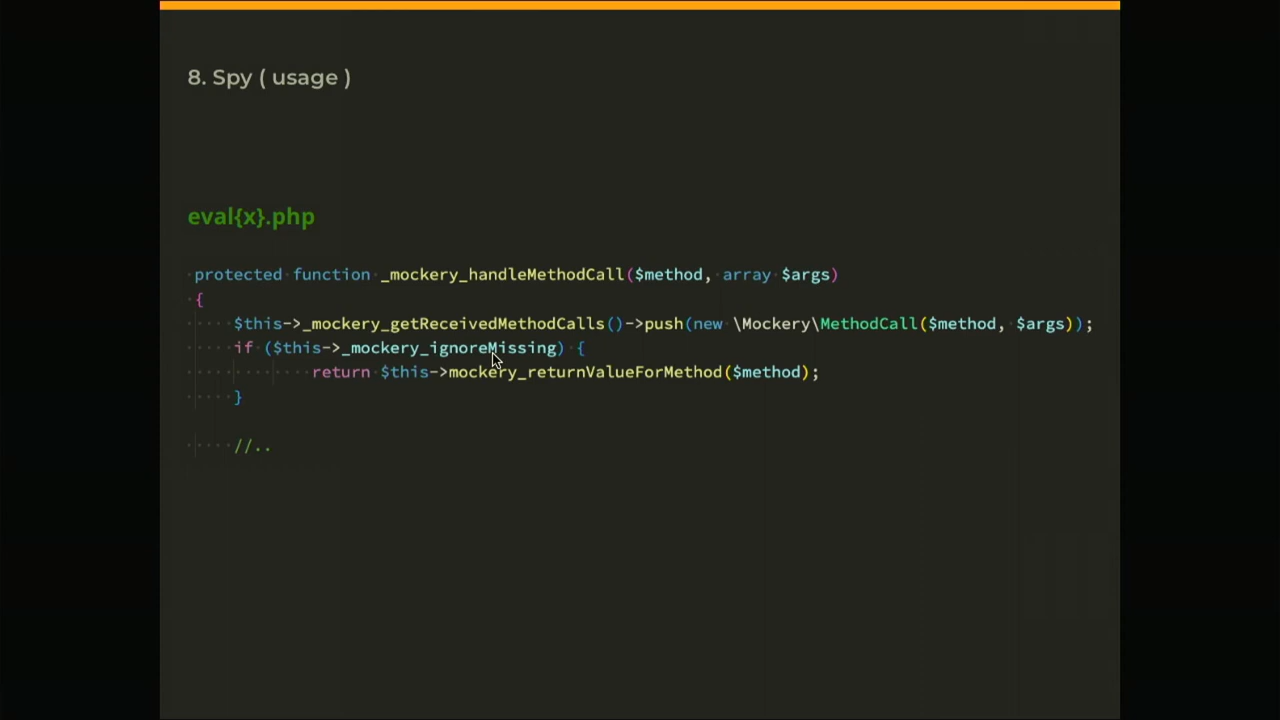 8. Spy ( usage )
eval{x}.php
protected function _mockery_handleMethodCall($method, array $args)
{
$this->_mockery_getReceivedMethodCalls()->push(new \Mockery\MethodCall($method, $args));
if ($this->_mockery_ignoreMissing) {
return $this->mockery_returnValueForMethod($method);
}
//..